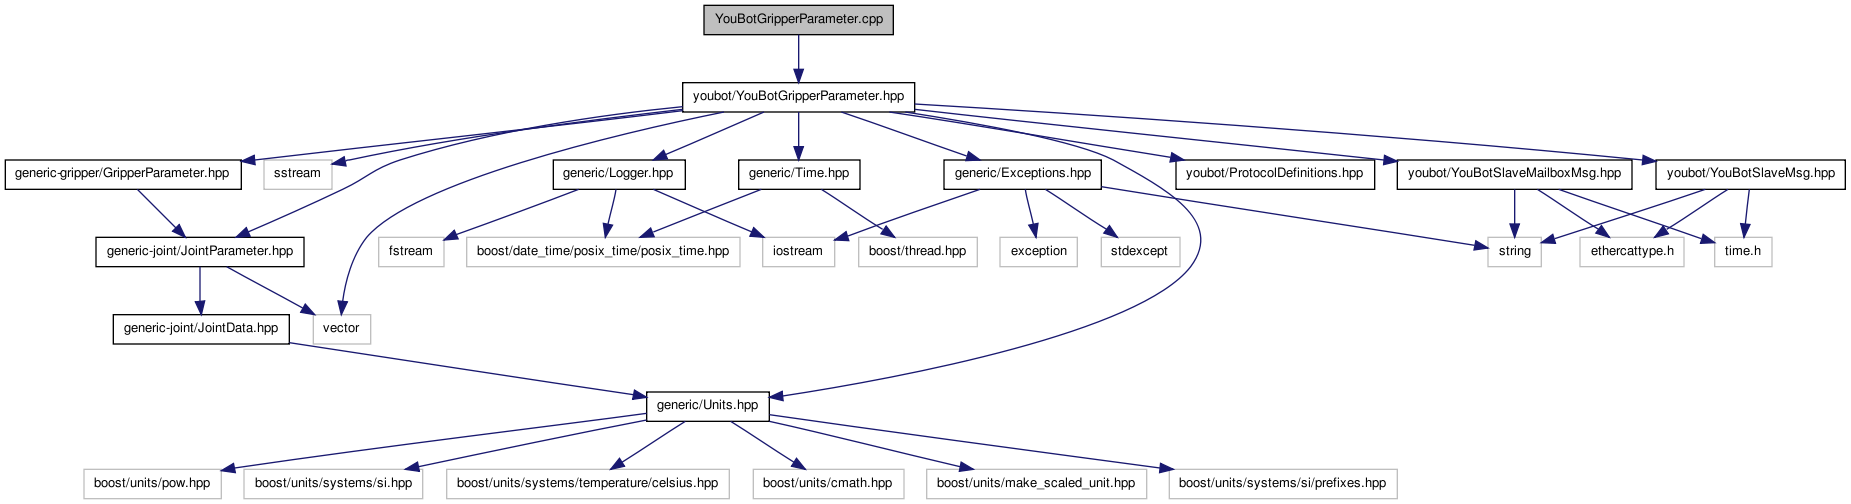 YouBotGripperParameter.cpp
youbot/YouBotGripperParameter.hpp
generic-gripper/GripperParameter.hpp
sstream
generic/Logger.hpp
generic/Time.hpp
generic/Exceptions.hpp
youbot/ProtocolDefinitions.hpp
youbot/YouBotSlaveMailboxMsg.hpp
youbot/YouBotSlaveMsg.hpp
generic-joint/JointParameter.hpp
fstream
boost/date_time/posix_time/posix_time.hpp
iostream
boost/thread.hpp
exception
stdexcept
string
ethercattype.h
time.h
generic-joint/JointData.hpp
vector
generic/Units.hpp
boost/units/pow.hpp
boost/units/systems/si.hpp
boost/units/systems/temperature/celsius.hpp
boost/units/cmath.hpp
boost/units/make_scaled_unit.hpp
boost/units/systems/si/prefixes.hpp